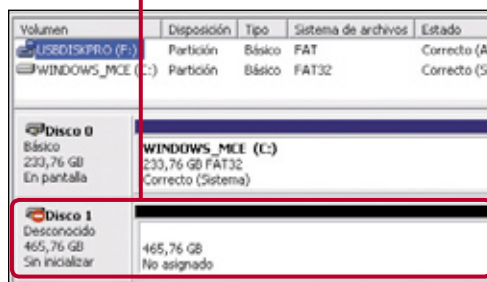 Volumen Disposición Tipo Sistema de archivos Estado
USBDISKPRO (F:) Partición Básico FAT Correcto (A
WINDOWS_MCE (C:) Partición Básico FAT32 Correcto (S
Disco 0
Básico
233,76 GB
En pantalla
WINDOWS_MCE (C:)
233,76 GB FAT32
Correcto (Sistema)
Disco 1
Desconocido
465,76 GB
Sin inicializar
465,76 GB
No asignado